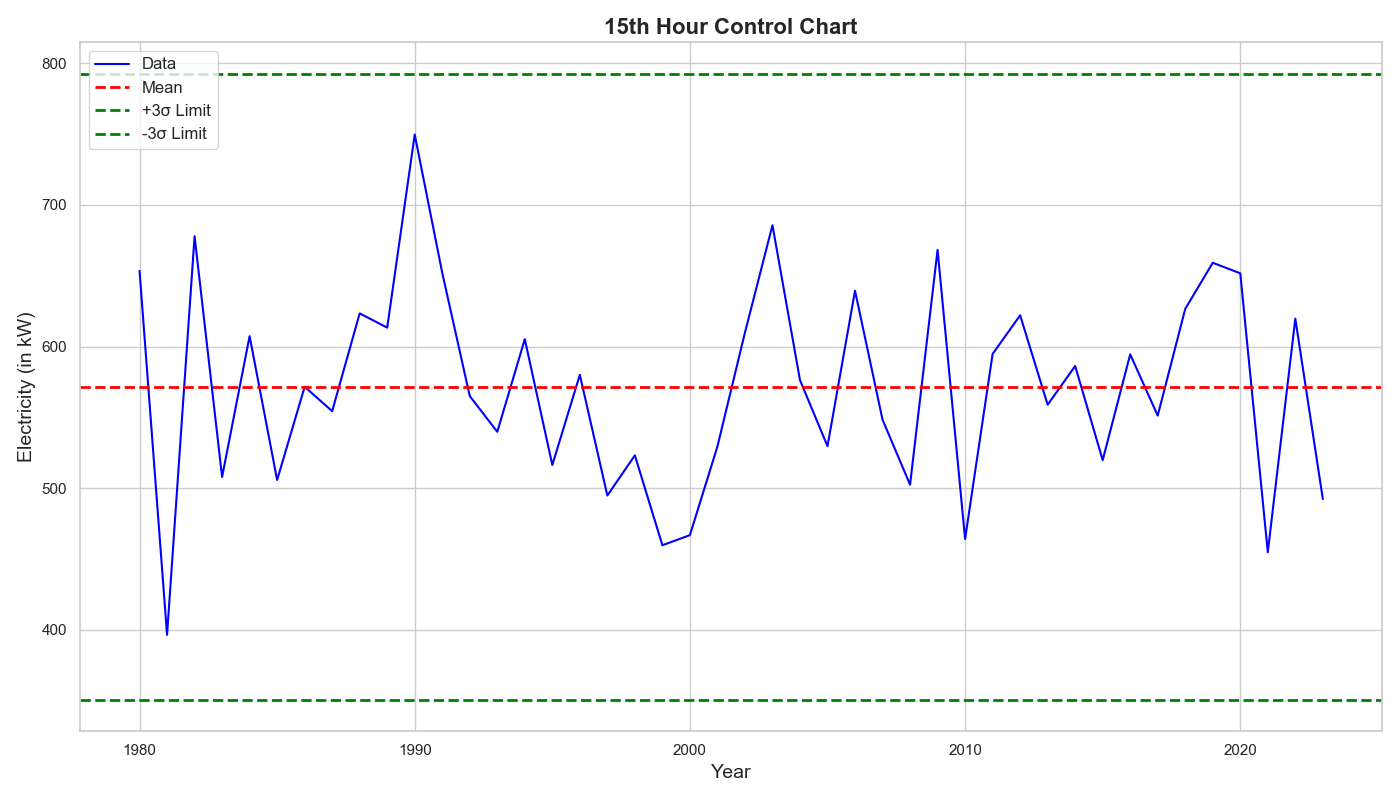 15th Hour Control Chart
Data
Mean
+3σ Limit
-3σ Limit
Electricity (in kW)
800
700
600
500
400
1980
1990
2000
2010
2020
Year